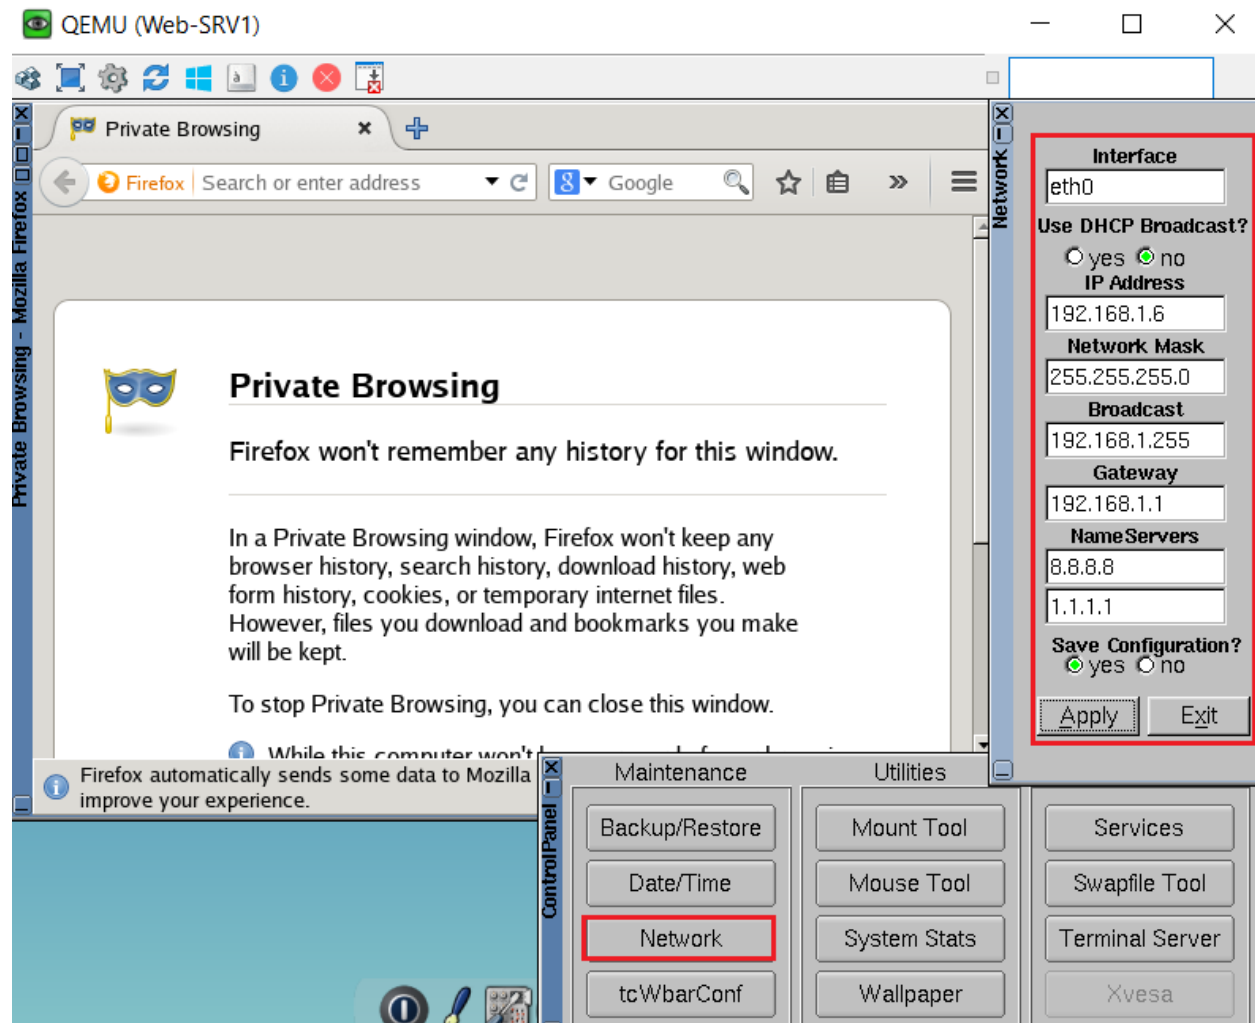 QEMU (Web-SRV1)
Private Browsing - Mozilla Firefox
Private Browsing
Firefox
Search or enter address
Google
Private Browsing
Firefox won't remember any history for this window.
In a Private Browsing window, Firefox won't keep any
browser history, search history, download history, web
form history, cookies, or temporary internet files.
However, files you download and bookmarks you make
will be kept.
To stop Private Browsing, you can close this window.
While this computer won't
Firefox automatically sends some data to Mozilla
improve your experience.
Network
Interface
eth0
Use DHCP Broadcast?
yes no
IP Address
192.168.1.6
Network Mask
255.255.255.0
Broadcast
192.168.1.255
Gateway
192.168.1.1
NameServers
8.8.8.8
1.1.1.1
Save Configuration?
yes no
Apply Exit
ControlPanel
Maintenance Utilities
Backup/Restore Mount Tool Services
Date/Time Mouse Tool Swapfile Tool
Network System Stats Terminal Server
tcWbarConf Wallpaper Xvesa